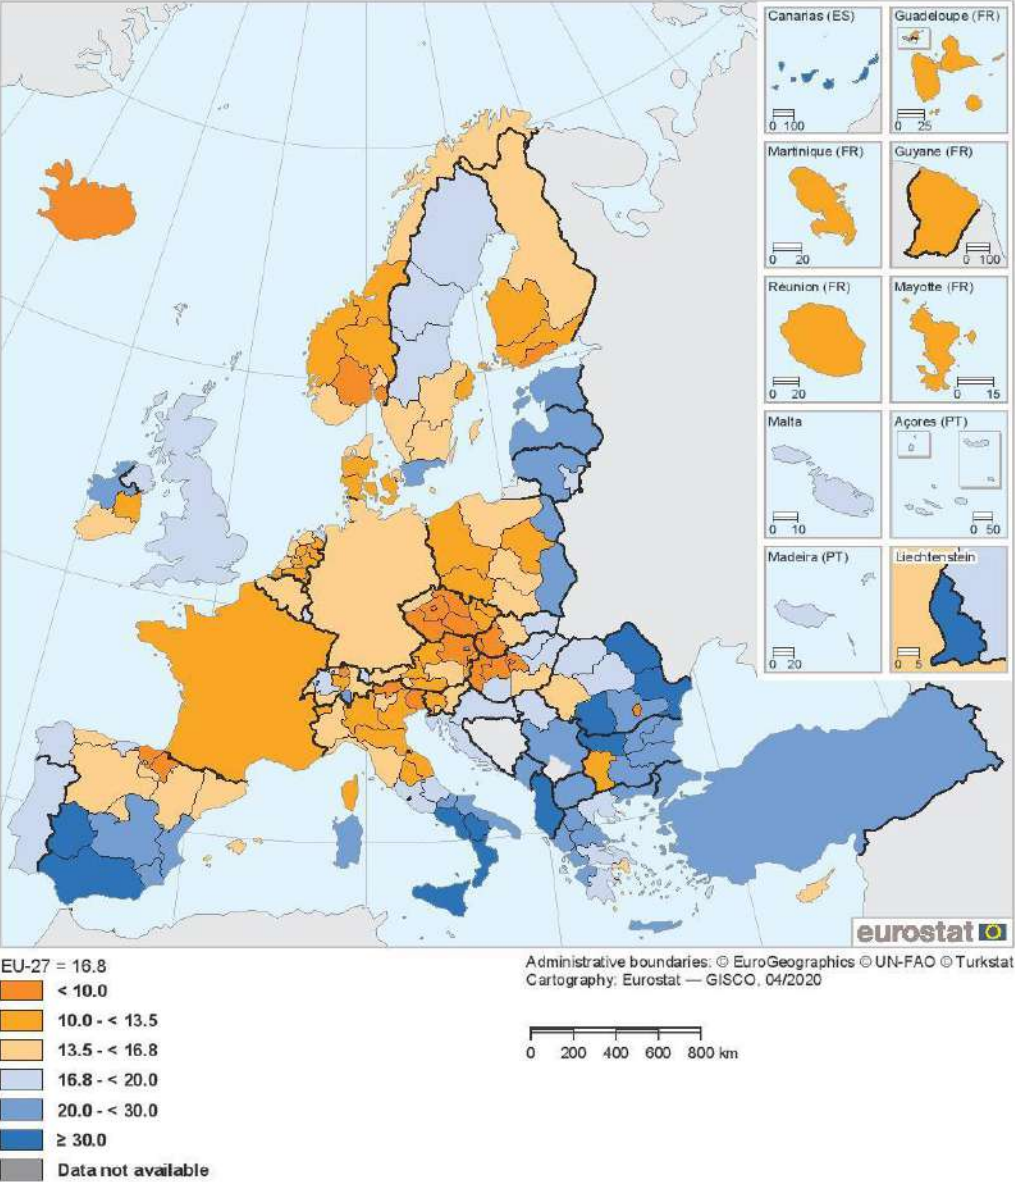 Canarias (ES)
0 100
Guadeloupe (FR)
0 25
Martinique (FR)
0 20
Guyane (FR)
0 100
Réunion (FR)
0 20
Mayotte (FR)
0 15
Malta
0 10
Açores (PT)
0 50
Madeira (PT)
0 20
Liechtenstein
0 5
eurostat
EU-27 = 16.8
< 10.0
10.0 - < 13.5
13.5 - < 16.8
16.8 - < 20.0
20.0 - < 30.0
≥ 30.0
Data not available
Administrative boundaries: © EuroGeographics © UN-FAO © Turkstat
Cartography: Eurostat — GISCO, 04/2020
0 200 400 600 800 km